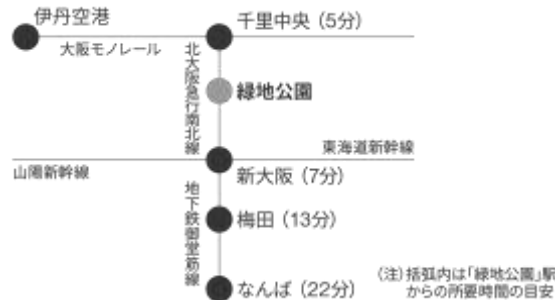 伊丹空港
千里中央（5分）
大阪モノレール
北大阪急行南北線
緑地公園
東海道新幹線
山陽新幹線
新大阪（7分）
地下鉄御堂筋線
梅田（13分）
なんば（22分）
（注）括弧内は「緑地公園」駅
からの所要時間の目安